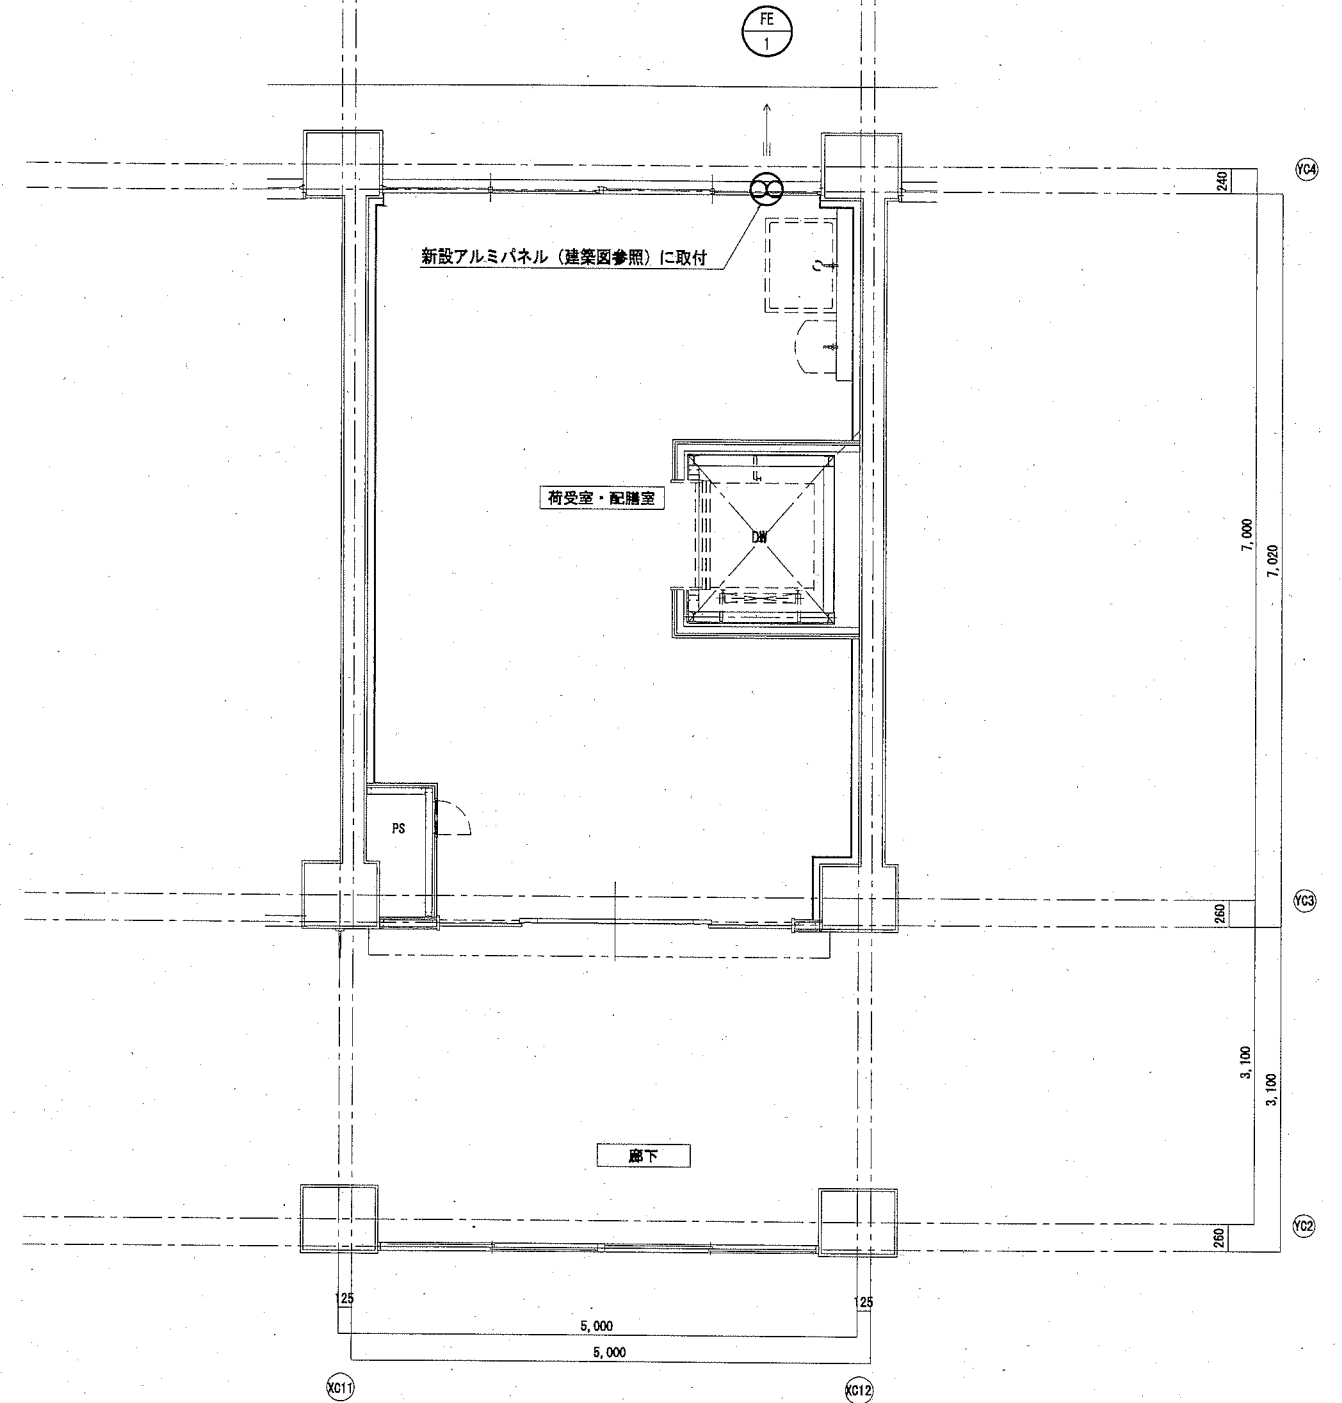 FE
1
YC4
240
新設アルミパネル（建築図参照）に取付
荷受室・配膳室
DW
7,000
7,020
PS
YC3
260
3,100
3,100
廊下
YC2
260
125
125
5,000
5,000
XC11
XC12